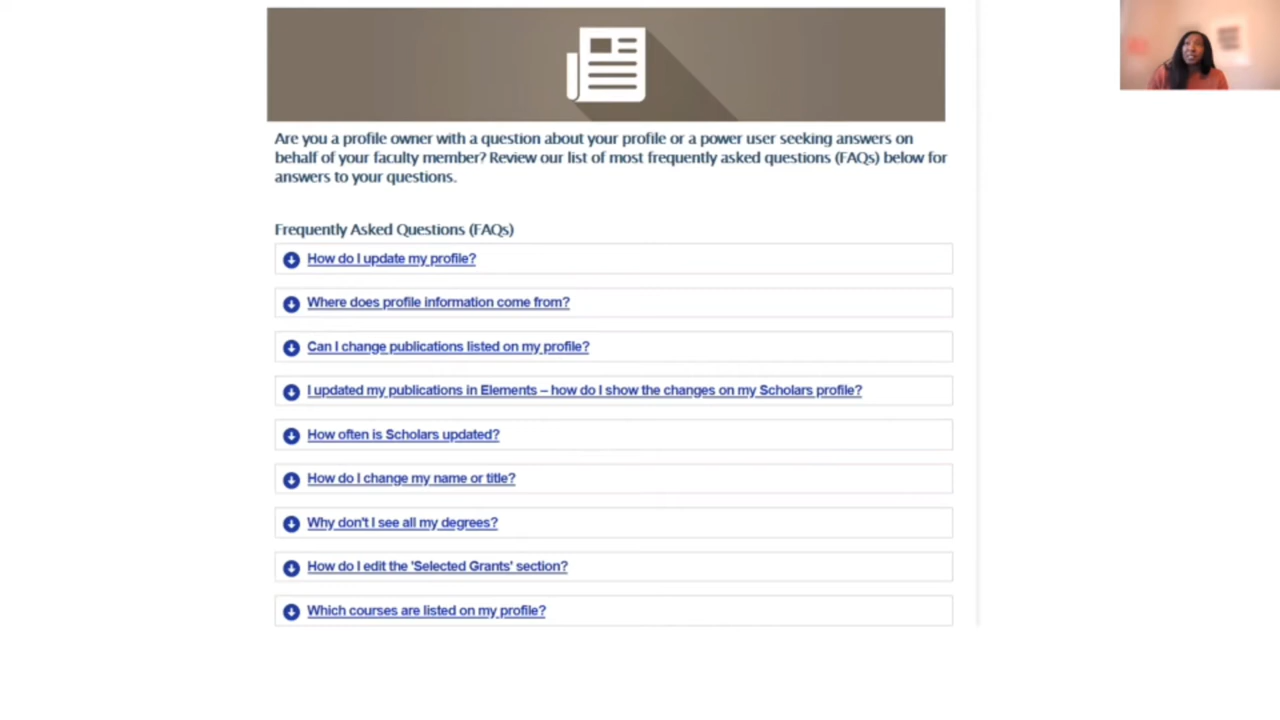 Are you a profile owner with a question about your profile or a power user seeking answers on
behalf of your faculty member? Review our list of most frequently asked questions (FAQs) below for
answers to your questions.
Frequently Asked Questions (FAQs)
How do I update my profile?
Where does profile information come from?
Can I change publications listed on my profile?
I updated my publications in Elements – how do I show the changes on my Scholars profile?
How often is Scholars updated?
How do I change my name or title?
Why don't I see all my degrees?
How do I edit the 'Selected Grants' section?
Which courses are listed on my profile?